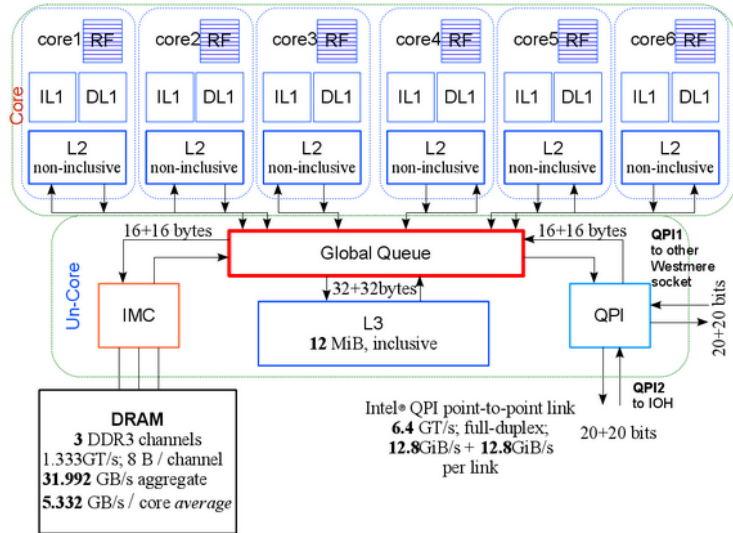 core1 RF
core2 RF
core3 RF
core4 RF
core5 RF
core6 RF
Core
IL1 DL1
IL1 DL1
IL1 DL1
IL1 DL1
IL1 DL1
IL1 DL1
L2
non-inclusive
L2
non-inclusive
L2
non-inclusive
L2
non-inclusive
L2
non-inclusive
L2
non-inclusive
Un-Core
16+16 bytes
Global Queue
16+16 bytes
QPI1
to other
Westmere
socket
32+32bytes
IMC
L3
12 MiB, inclusive
QPI
20+20 bits
DRAM
3 DDR3 channels
1.333GT/s; 8 B / channel
31.992 GB/s aggregate
5.332 GB/s / core average
Intel® QPI point-to-point link
6.4 GT/s; full-duplex;
12.8GiB/s + 12.8GiB/s
per link
QPI2
to IOH
20+20 bits